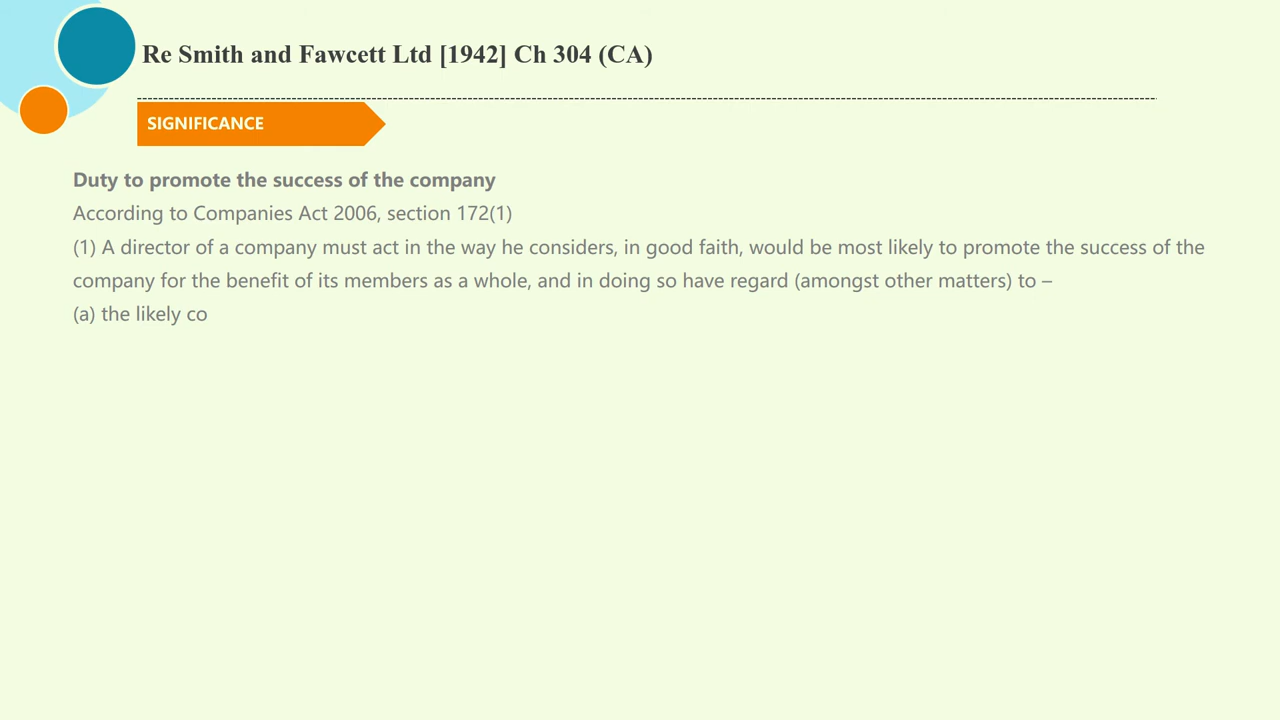 Re Smith and Fawcett Ltd [1942] Ch 304 (CA)
SIGNIFICANCE
Duty to promote the success of the company
According to Companies Act 2006, section 172(1)
(1) A director of a company must act in the way he considers, in good faith, would be most likely to promote the success of the
company for the benefit of its members as a whole, and in doing so have regard (amongst other matters) to –
(a) the likely co